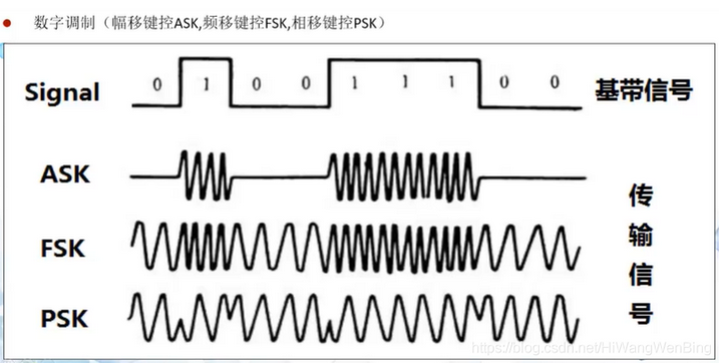 数字调制（幅移键控ASK,频移键控FSK,相移键控PSK）
Signal 0 1 0 0 1 1 1 0 0 基带信号
ASK
FSK
PSK
传输信号
https://blog.csdn.net/HiWangWenBing